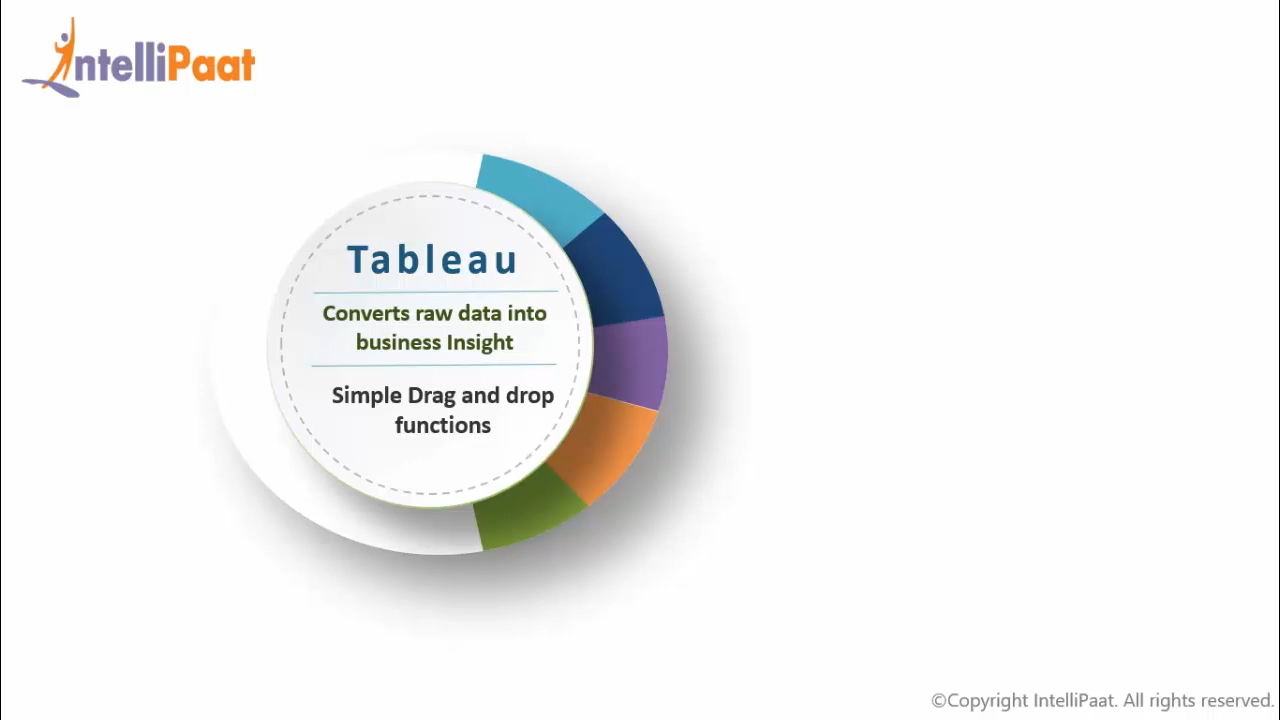 IntelliPaat
Tableau
Converts raw data into
business Insight
Simple Drag and drop
functions
©Copyright IntelliPaat. All rights reserved.